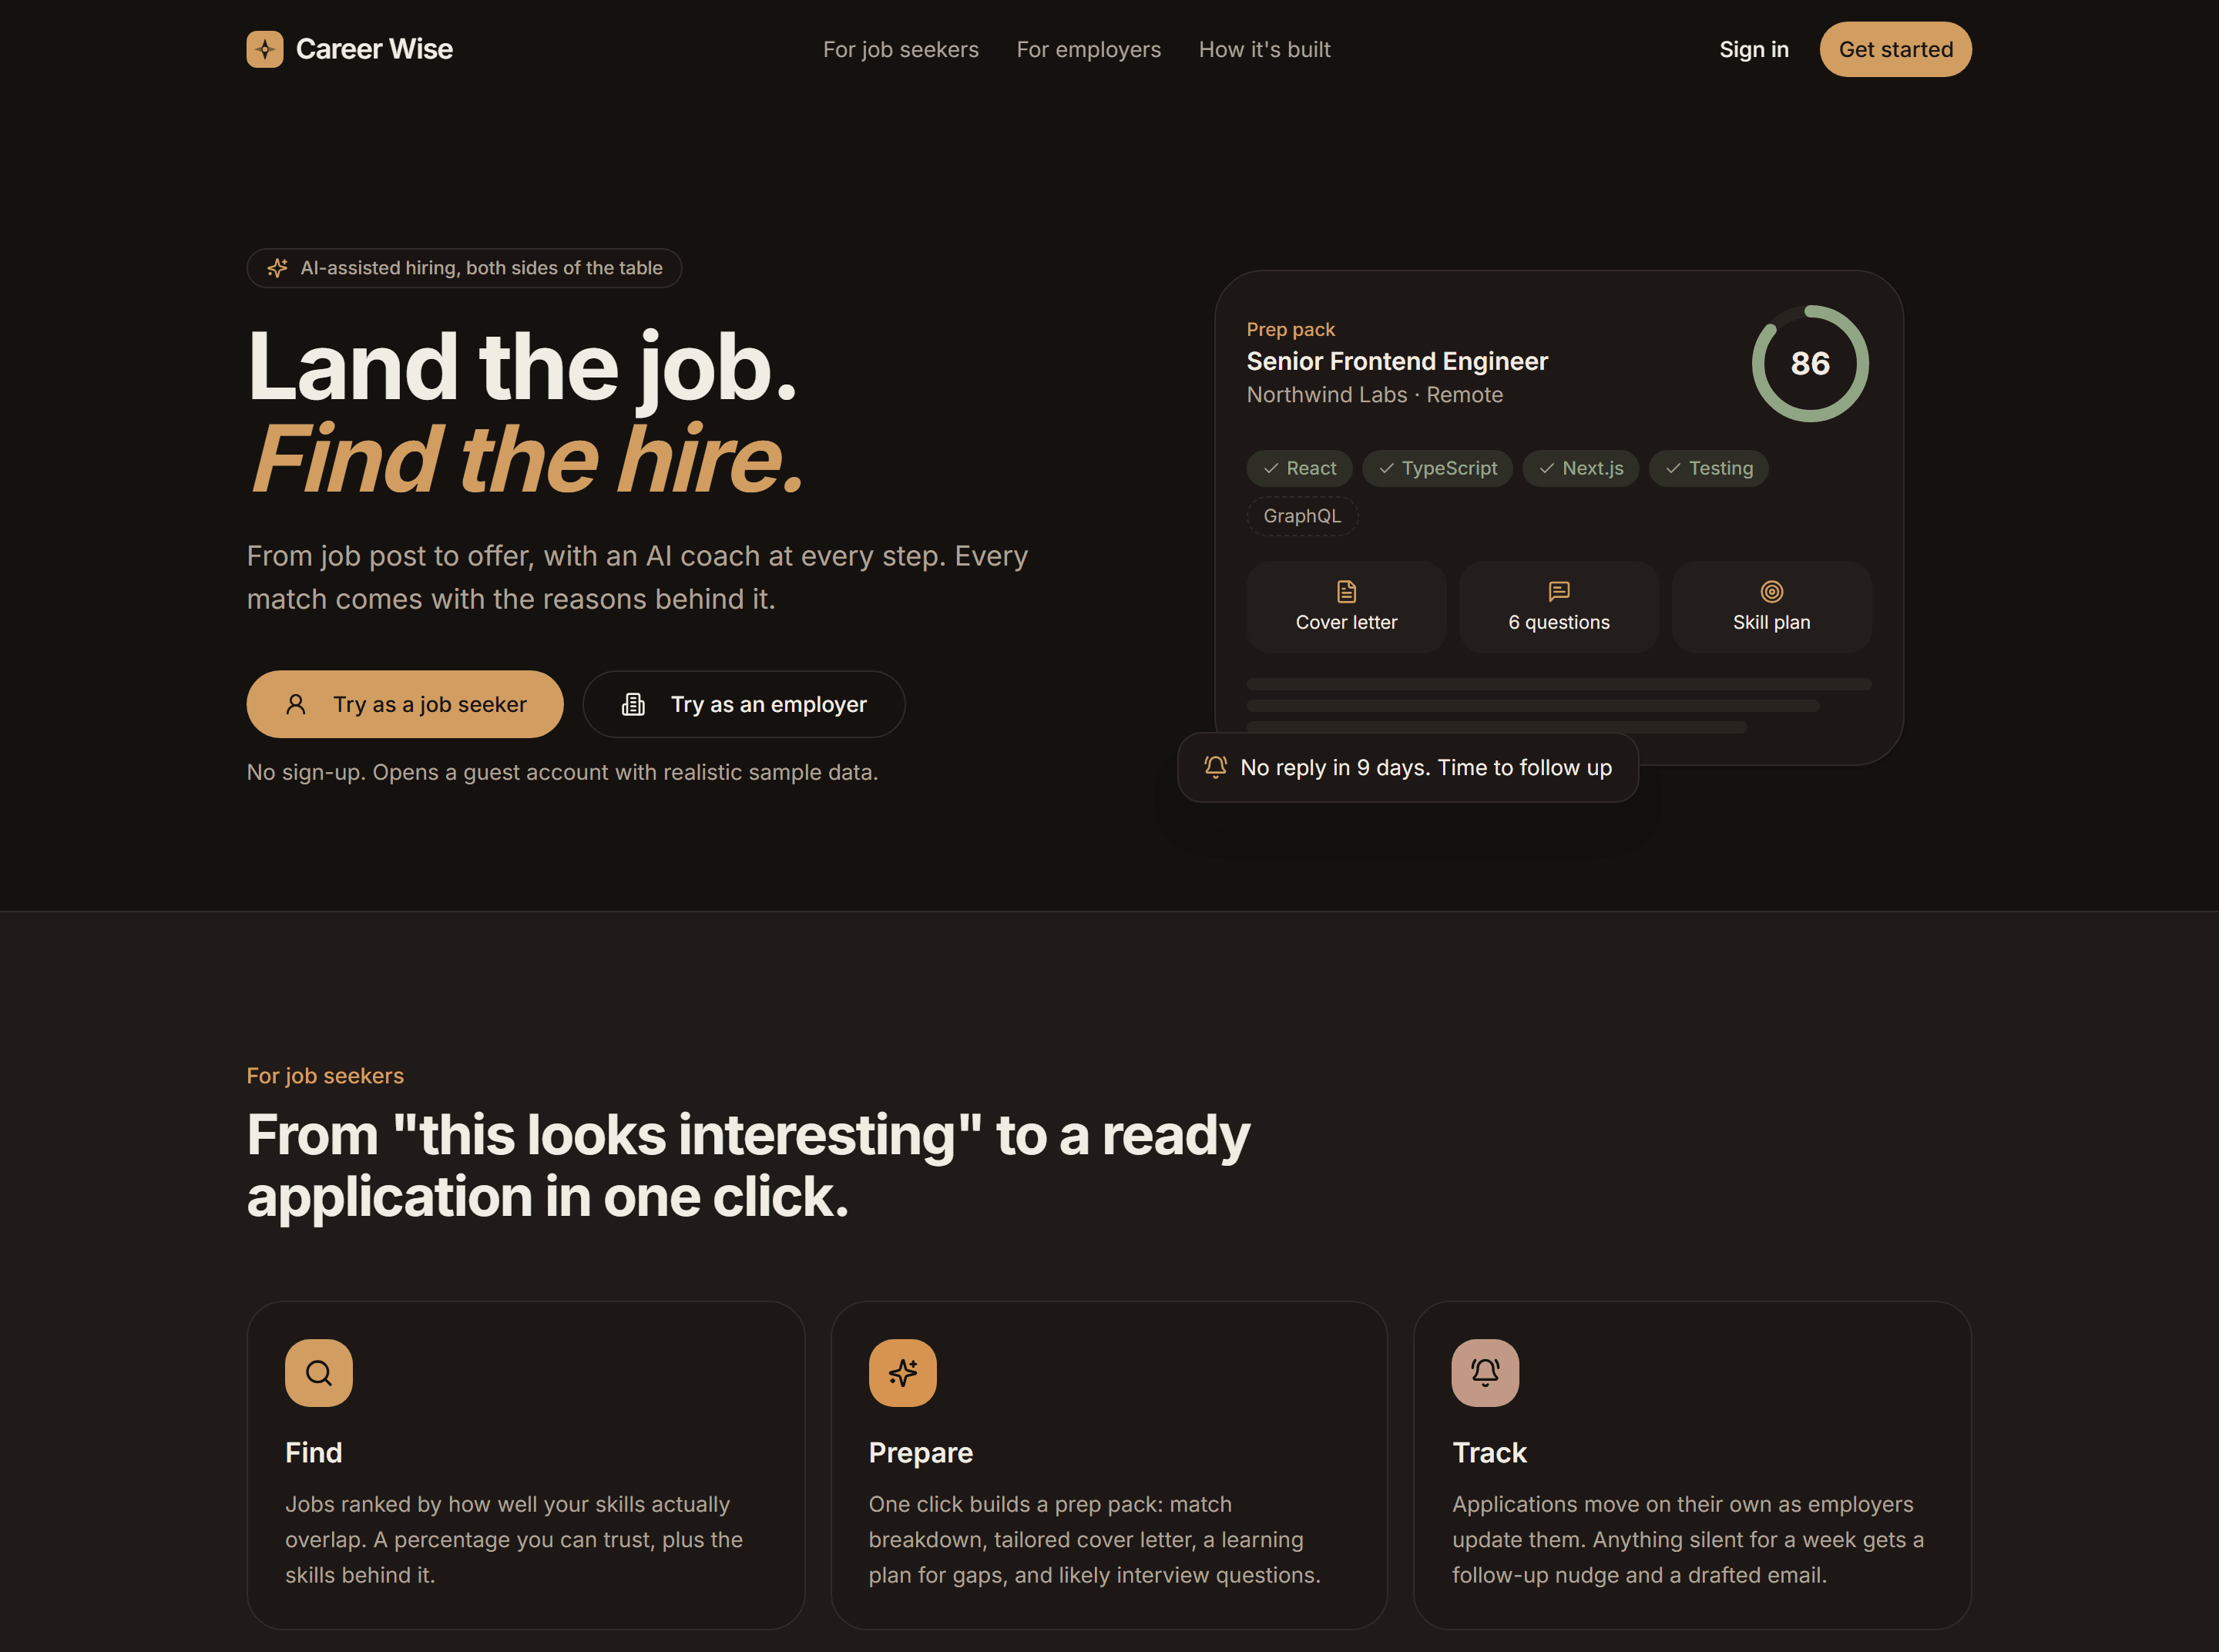 Career Wise
For job seekers
For employers
How it's built
Sign in
Get started
AI-assisted hiring, both sides of the table
Land the job.
Find the hire.
From job post to offer, with an AI coach at every step. Every
match comes with the reasons behind it.
Try as a job seeker
Try as an employer
No sign-up. Opens a guest account with realistic sample data.
Prep pack
Senior Frontend Engineer
Northwind Labs · Remote
86
React
TypeScript
Next.js
Testing
GraphQL
Cover letter
6 questions
Skill plan
No reply in 9 days. Time to follow up
For job seekers
From "this looks interesting" to a ready
application in one click.
Find
Jobs ranked by how well your skills actually
overlap. A percentage you can trust, plus the
skills behind it.
Prepare
One click builds a prep pack: match
breakdown, tailored cover letter, a learning
plan for gaps, and likely interview questions.
Track
Applications move on their own as employers
update them. Anything silent for a week gets a
follow-up nudge and a drafted email.